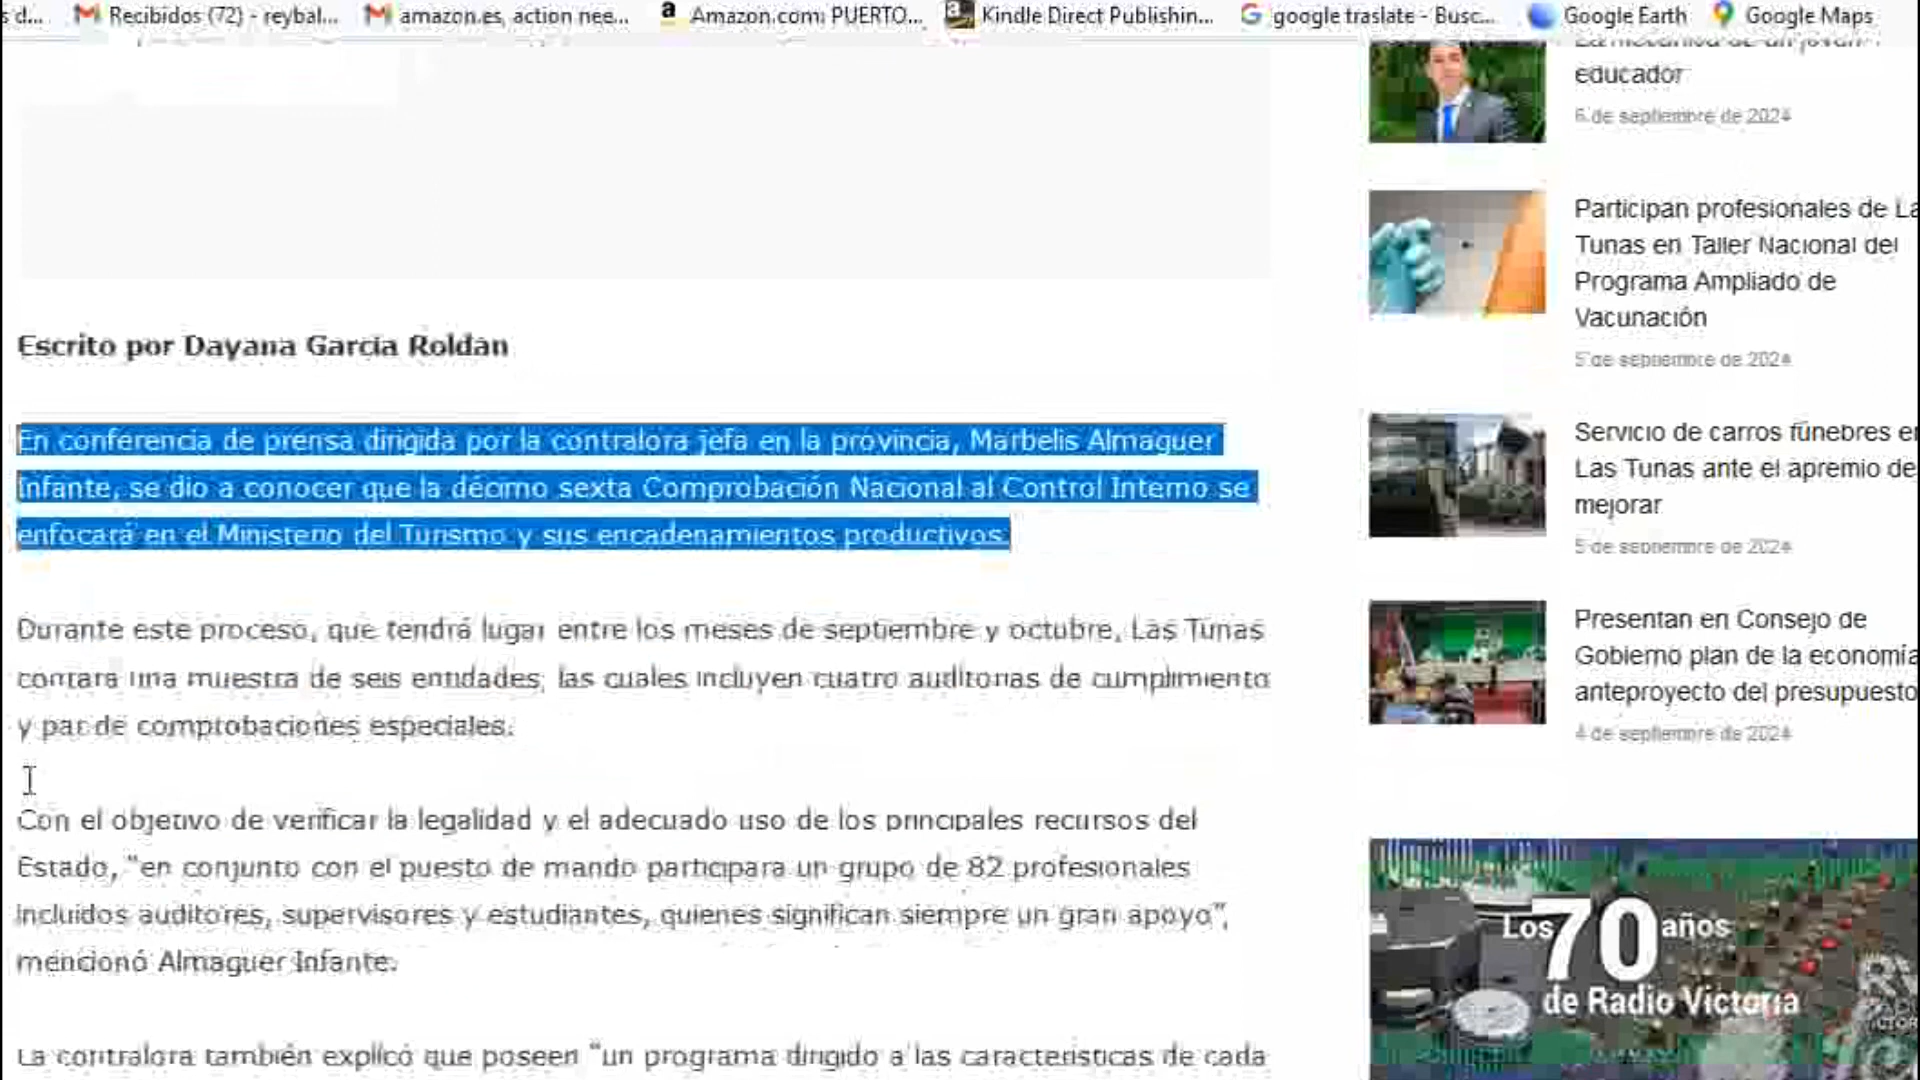 s d...
Recibidos (72) - reybal...
amazon.es, action nee...
Amazon.com: PUERTO...
Kindle Direct Publishin...
google traslate - Busc...
Google Earth
Google Maps
Escrito por Dayana García Roldán
En conferencia de prensa dirigida por la contralora jefa en la provincia, Marbelis Almaguer
Infante, se dio a conocer que la décimo sexta Comprobación Nacional al Control Interno se
enfocará en el Ministerio del Turismo y sus encadenamientos productivos.
Durante este proceso, que tendrá lugar entre los meses de septiembre y octubre, Las Tunas
contará una muestra de seis entidades, las cuales incluyen cuatro auditorías de cumplimiento
y par de comprobaciones especiales.
Con el objetivo de verificar la legalidad y el adecuado uso de los principales recursos del
Estado, "en conjunto con el puesto de mando participará un grupo de 82 profesionales
incluidos auditores, supervisores y estudiantes, quienes significan siempre un gran apoyo",
mencionó Almaguer Infante.
La contralora también explicó que poseen "un programa dirigido a las características de cada
educador
6 de septiembre de 2024
Participan profesionales de La
Tunas en Taller Nacional del
Programa Ampliado de
Vacunación
5 de septiembre de 2024
Servicio de carros fúnebres en
Las Tunas ante el apremio de
mejorar
5 de septiembre de 2024
Presentan en Consejo de
Gobierno plan de la economía
anteproyecto del presupuesto
4 de septiembre de 2024
Los 70 años
de Radio Victoria